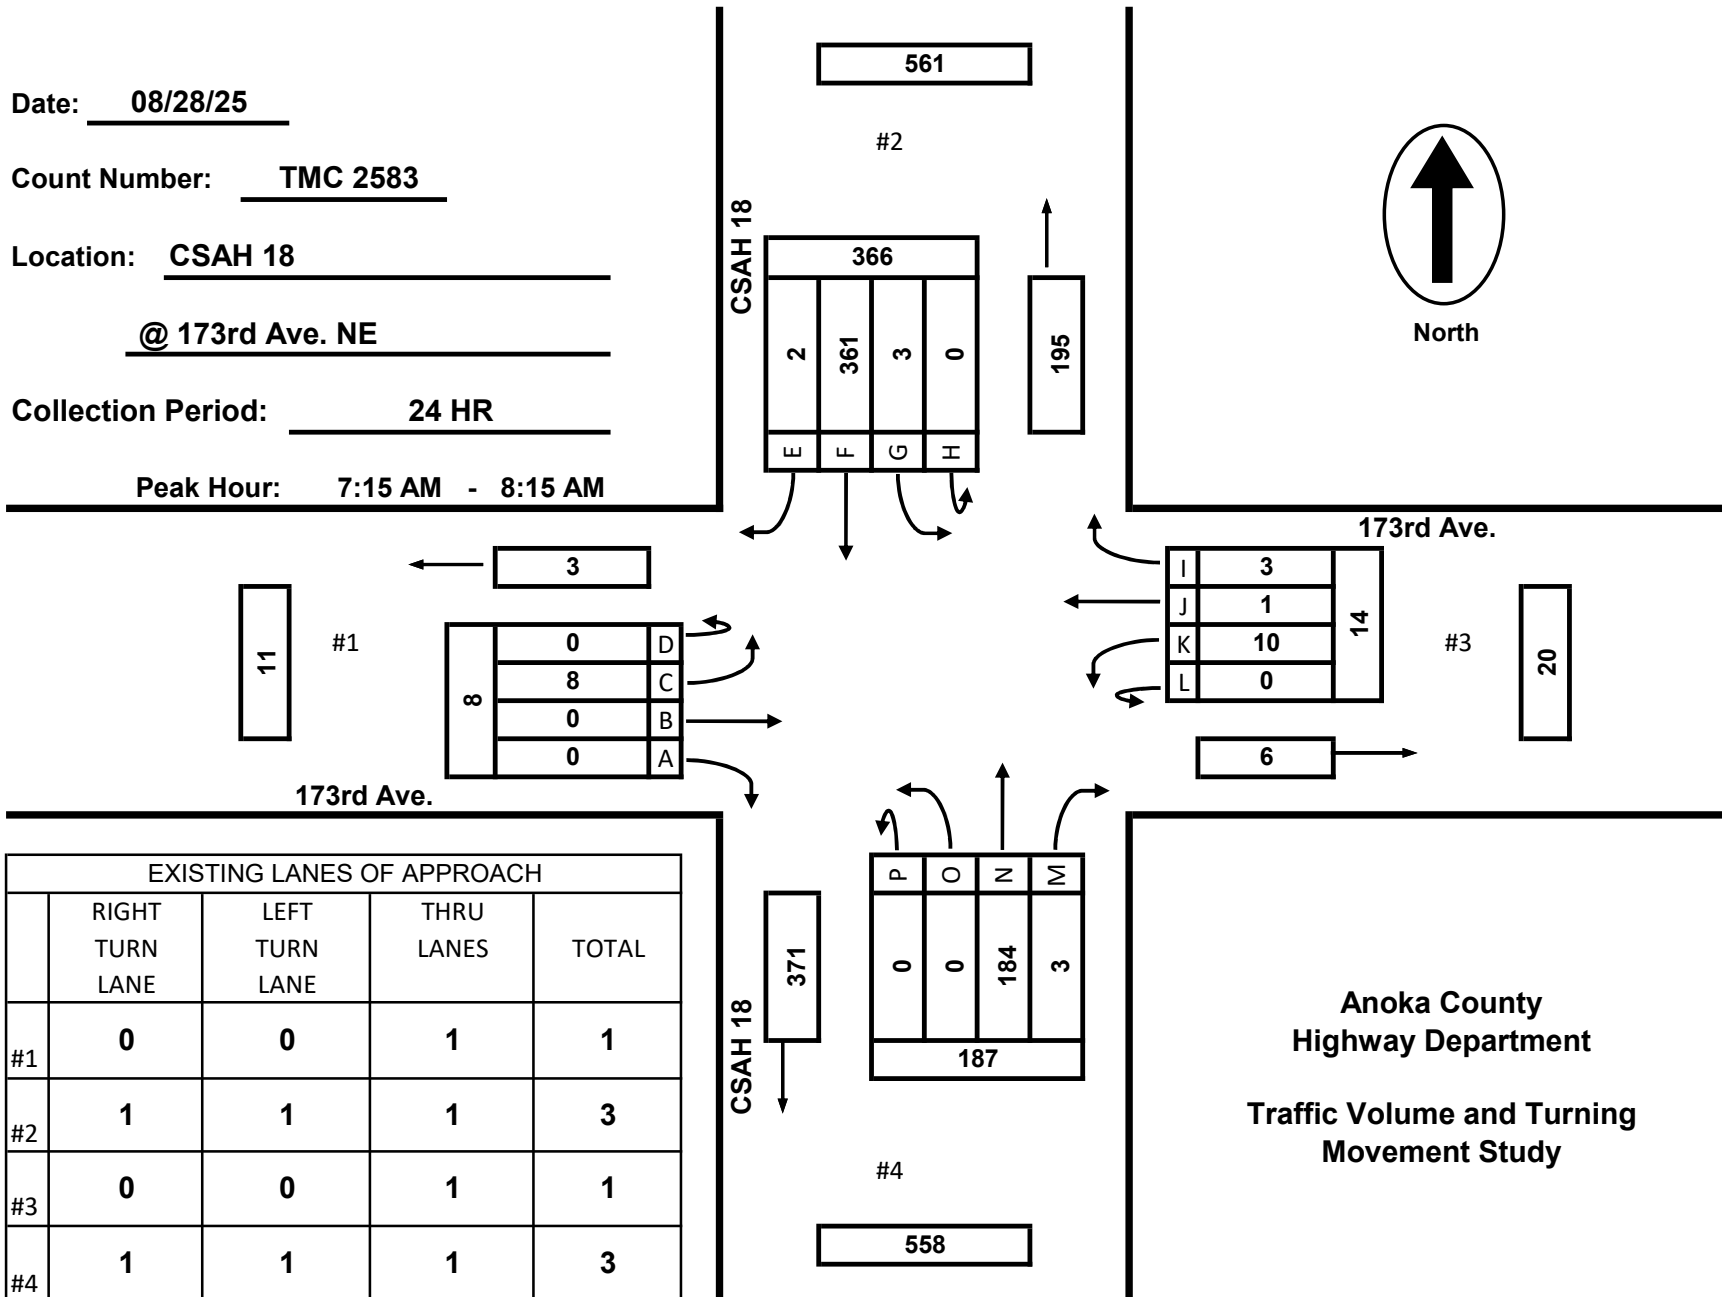 Date: 08/28/25
Count Number: TMC 2583
Location: CSAH 18
@ 173rd Ave. NE
Collection Period: 24 HR
Peak Hour: 7:15 AM - 8:15 AM
561
#2
CSAH 18
366
2 361 3 0
E F G H
195
North
173rd Ave.
3
11
#1
8
0 D
8 C
0 B
0 A
173rd Ave.
I 3
J 1
K 10
L 0
14
#3
20
6
P O N M
0 0 184 3
187
371
CSAH 18
#4
558
EXISTING LANES OF APPROACH
RIGHT LEFT THRU
TURN TURN LANES TOTAL
LANE LANE
#1 0 0 1 1
#2 1 1 1 3
#3 0 0 1 1
#4 1 1 1 3
Anoka County
Highway Department
Traffic Volume and Turning
Movement Study